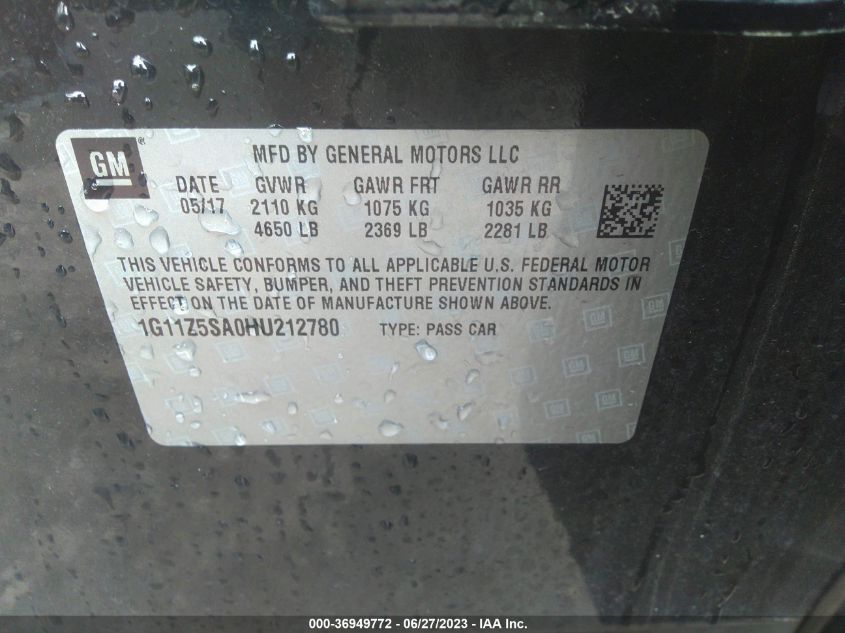 GM
MFD BY GENERAL MOTORS LLC
DATE GVWR GAWR FRT GAWR RR
05/17 2110 KG 1075 KG 1035 KG
4650 LB 2369 LB 2281 LB
THIS VEHICLE CONFORMS TO ALL APPLICABLE U.S. FEDERAL MOTOR
VEHICLE SAFETY, BUMPER, AND THEFT PREVENTION STANDARDS IN
EFFECT ON THE DATE OF MANUFACTURE SHOWN ABOVE.
1G11Z5SA0HU212780 TYPE: PASS CAR
000-36949772 - 06/27/2023 - IAA Inc.